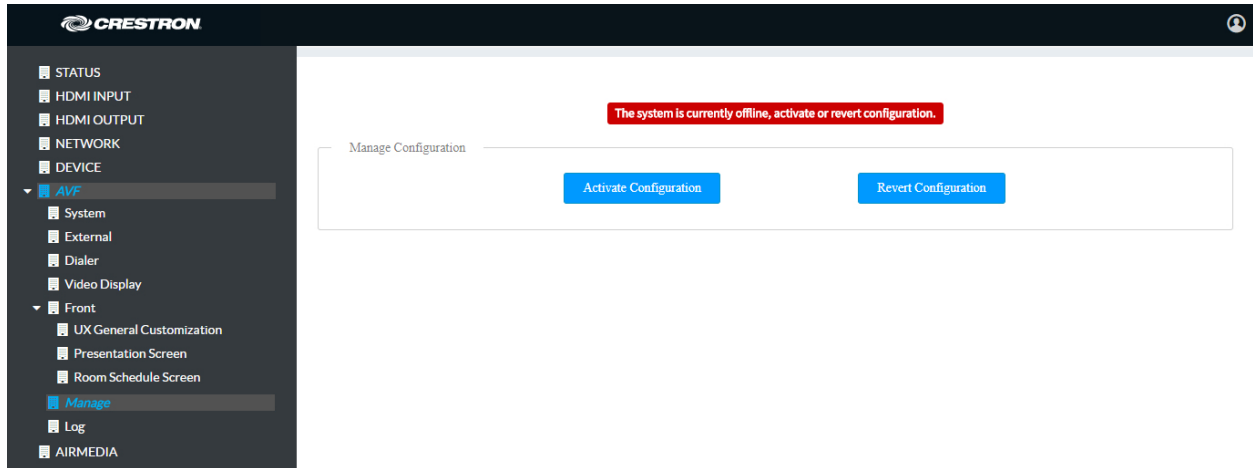 CRESTRON
STATUS
HDMI INPUT
HDMI OUTPUT
NETWORK
DEVICE
AVF
System
External
Dialer
Video Display
Front
UX General Customization
Presentation Screen
Room Schedule Screen
Manage
Log
AIRMEDIA
The system is currently offline, activate or revert configuration.
Manage Configuration
Activate Configuration
Revert Configuration